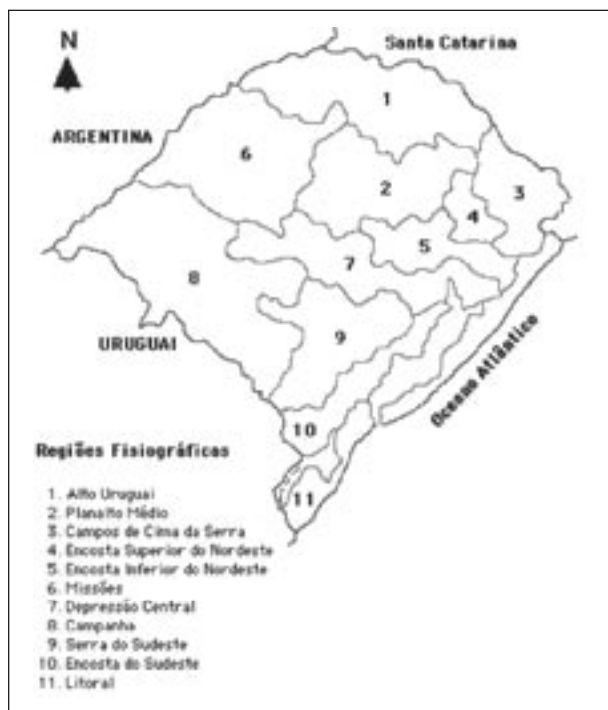 N
Santa Catarina
1
ARGENTINA
6
2
3
4
5
7
8
URUGUAI
9
Oceano Atlântico
10
11
Regiões Fisiográficas
1. Alto Uruguai
2. Planalto Médio
3. Campos de Cima da Serra
4. Encosta Superior do Nordeste
5. Encosta Inferior do Nordeste
6. Missões
7. Depressão Central
8. Campanha
9. Serra do Sudeste
10. Encosta do Sudeste
11. Litoral